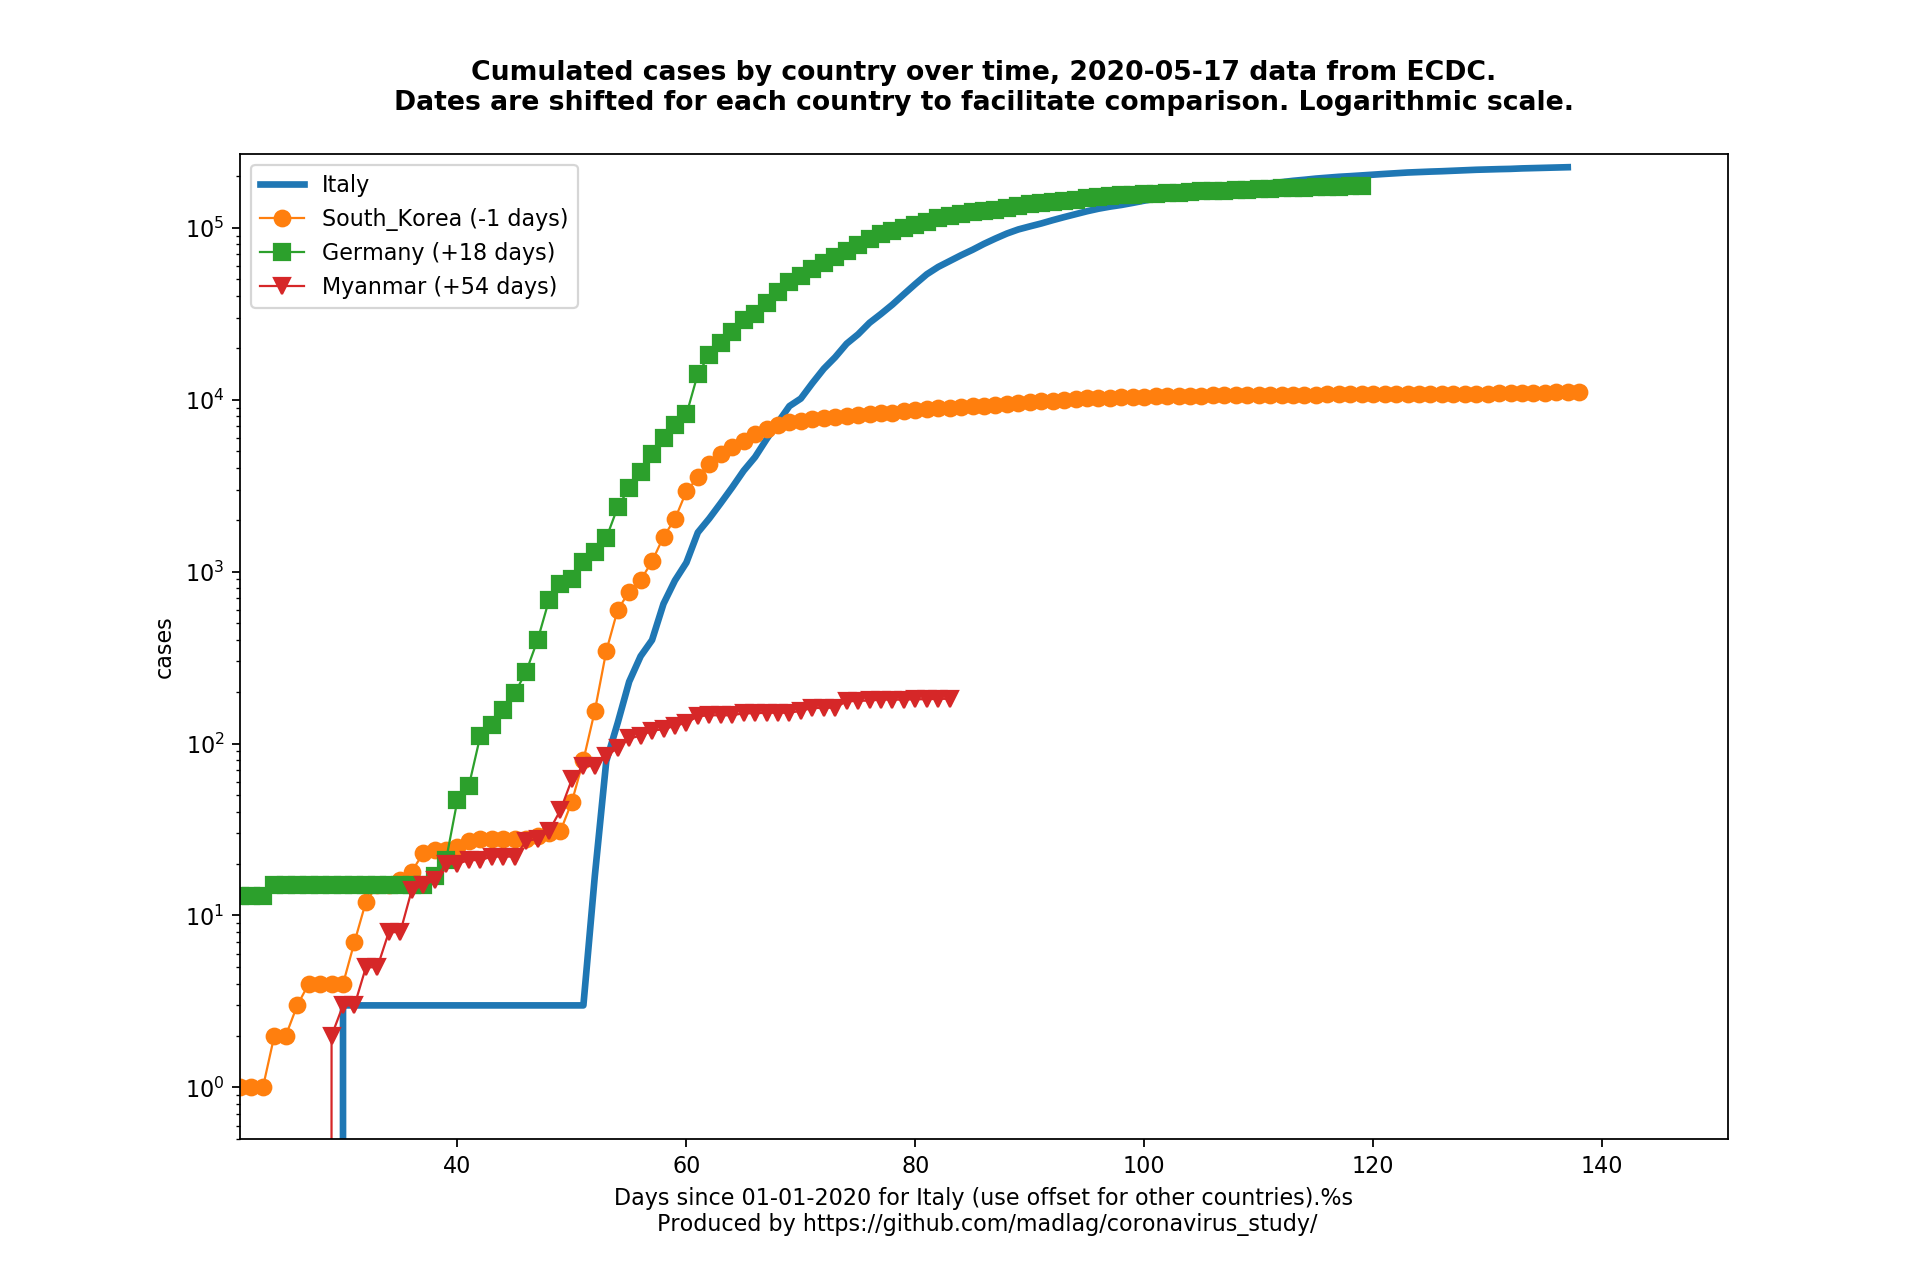 Cumulated cases by country over time, 2020-05-17 data from ECDC.
Dates are shifted for each country to facilitate comparison. Logarithmic scale.
Italy
South_Korea (-1 days)
Germany (+18 days)
Myanmar (+54 days)
10^5
10^4
10^3
10^2
10^1
10^0
cases
40 60 80 100 120 140
Days since 01-01-2020 for Italy (use offset for other countries).%s
Produced by https://github.com/madlag/coronavirus_study/